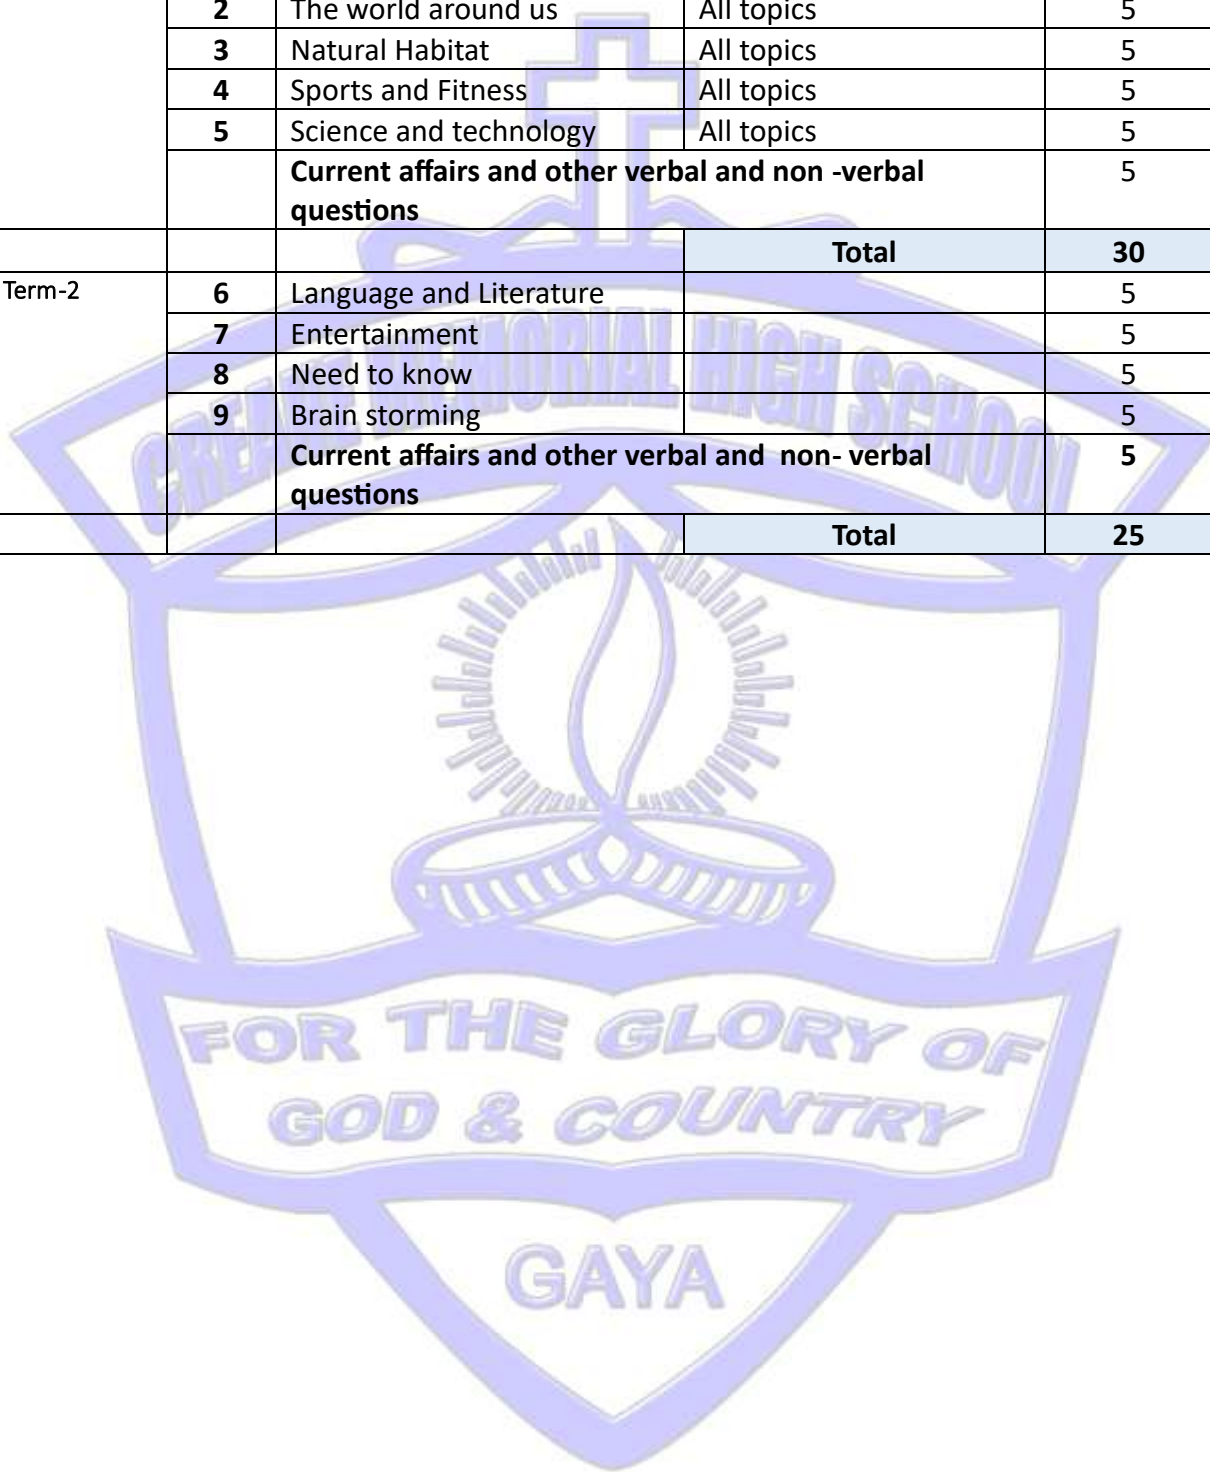 2 The world around us All topics 5
3 Natural Habitat All topics 5
4 Sports and Fitness All topics 5
5 Science and technology All topics 5
Current affairs and other verbal and non -verbal 5
questions
Total 30
Term-2 6 Language and Literature 5
7 Entertainment 5
8 Need to know 5
9 Brain storming 5
Current affairs and other verbal and non- verbal 5
questions
Total 25
MEMORIAL HIGH SCHOOL
FOR THE GLORY OF
GOD & COUNTRY
GAYA